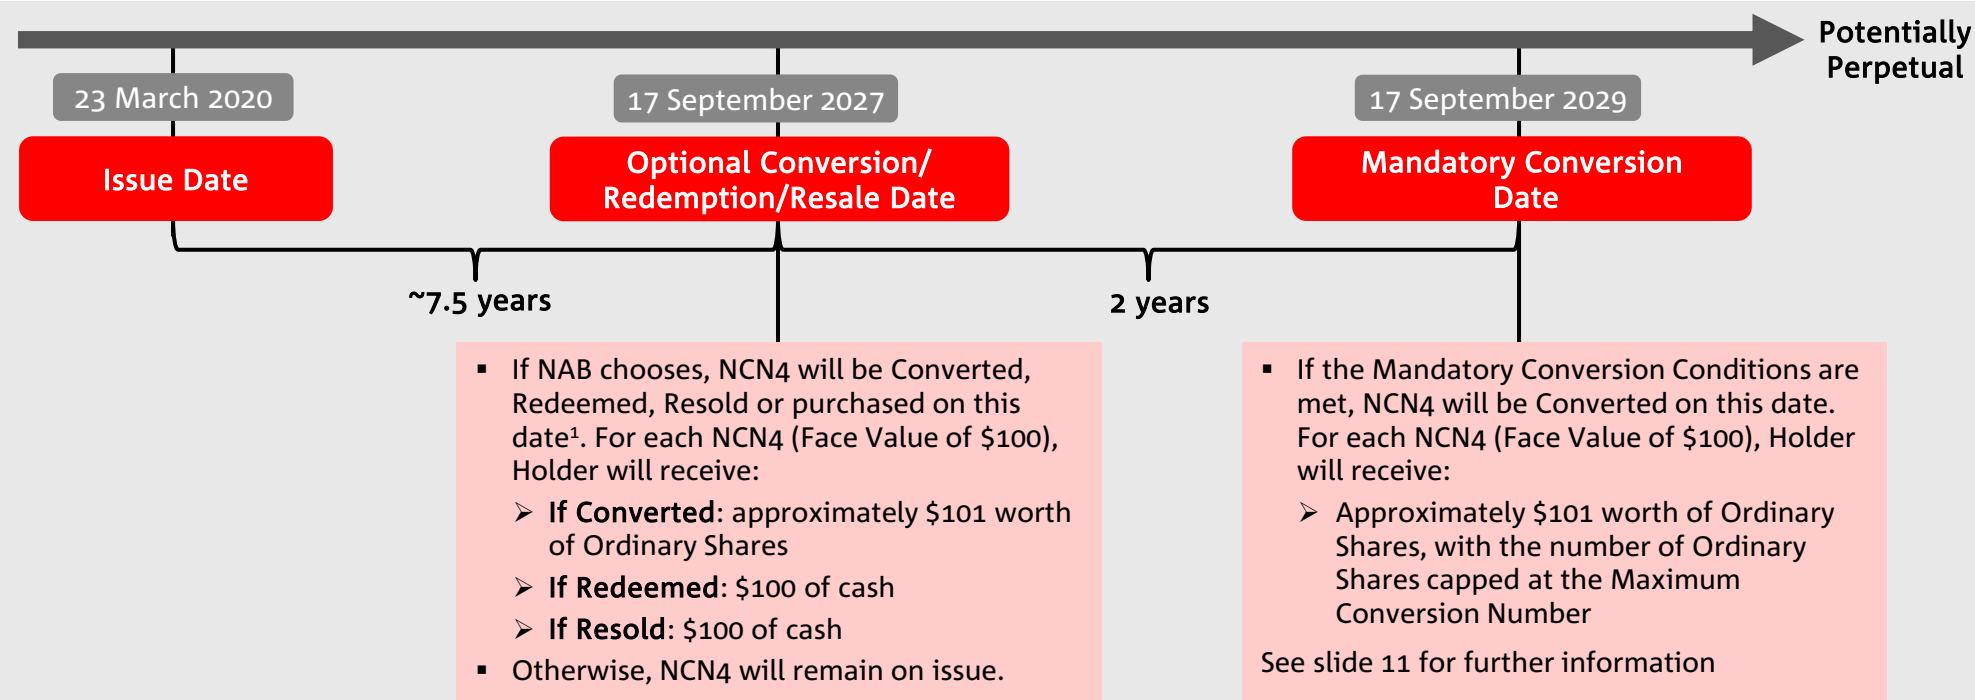 Potentially
Perpetual
23 March 2020
17 September 2027
17 September 2029
Issue Date
Optional Conversion/
Redemption/Resale Date
Mandatory Conversion
Date
~7.5 years
2 years
▪ If NAB chooses, NCN4 will be Converted,
Redeemed, Resold or purchased on this
date¹. For each NCN4 (Face Value of $100),
Holder will receive:
➢ If Converted: approximately $101 worth
of Ordinary Shares
➢ If Redeemed: $100 of cash
➢ If Resold: $100 of cash
▪ Otherwise, NCN4 will remain on issue.
▪ If the Mandatory Conversion Conditions are
met, NCN4 will be Converted on this date.
For each NCN4 (Face Value of $100), Holder
will receive:
➢ Approximately $101 worth of Ordinary
Shares, with the number of Ordinary
Shares capped at the Maximum
Conversion Number
See slide 11 for further information